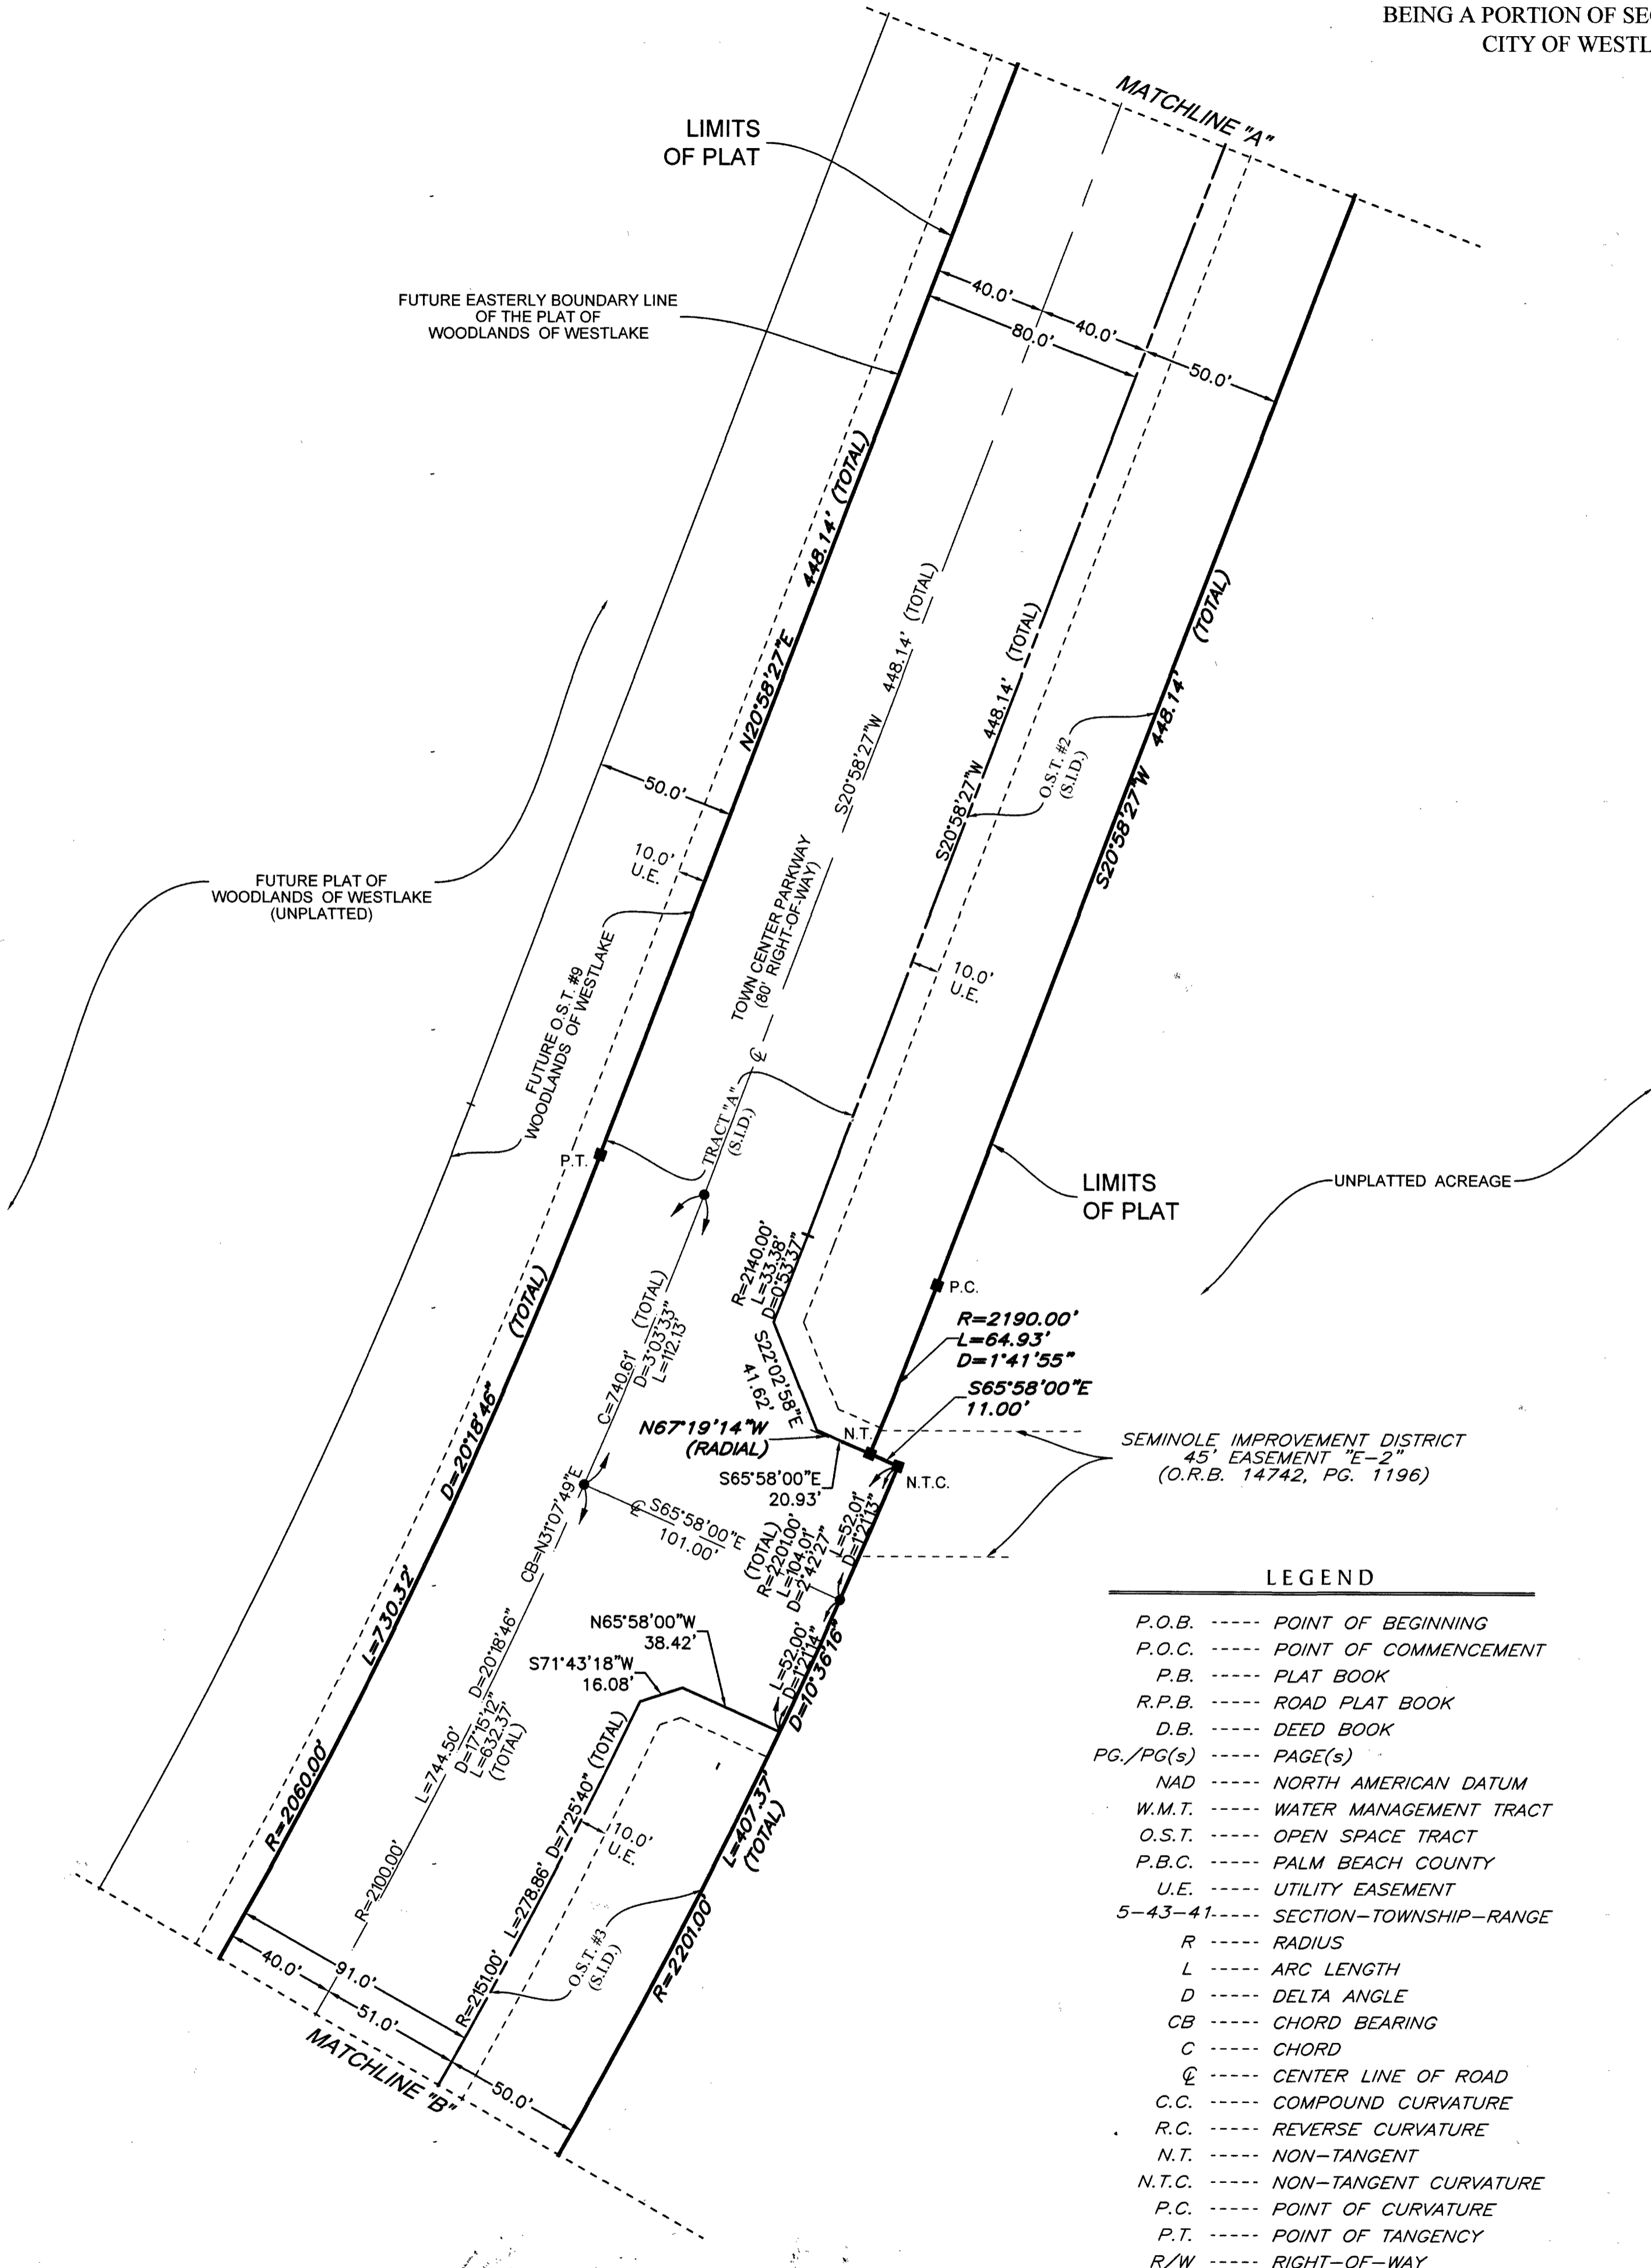 BEING A PORTION OF SE
CITY OF WESTL
MATCHLINE "A"
LIMITS
OF PLAT
FUTURE EASTERLY BOUNDARY LINE
OF THE PLAT OF
WOODLANDS OF WESTLAKE
40.0'
40.0'
80.0'
50.0'
N20°58'27"E 448.14' (TOTAL)
S20°58'27"W 448.14' (TOTAL)
S20°58'27"W 448.14' (TOTAL)
S20°58'27"W 448.14' (TOTAL)
O.S.T. #2
(S.I.D.)
50.0'
10.0'
U.E.
FUTURE PLAT OF
WOODLANDS OF WESTLAKE
(UNPLATTED)
TOWN CENTER PARKWAY
(80' RIGHT-OF-WAY)
10.0'
U.E.
FUTURE O.S.T. #9
WOODLANDS OF WESTLAKE
TRACT "A"
(S.I.D.)
P.T.
LIMITS
OF PLAT
UNPLATTED ACREAGE
P.C.
R=2140.00'
L=33.38'
D=0°53'37"
R=2190.00'
L=64.93'
D=1°41'55"
S65°58'00"E
11.00'
S22°02'58"E
41.62'
N67°19'14"W
(RADIAL)
N.T.
N.T.C.
S65°58'00"E
20.93'
SEMINOLE IMPROVEMENT DISTRICT
45' EASEMENT "E-2"
(O.R.B. 14742, PG. 1196)
C=740.61' (TOTAL)
D=3°03'33"
L=112.13'
CB=N31°07'49"E
S65°58'00"E
101.00'
(TOTAL)
R=2201.00'
L=104.01'
D=2°42'27"
L=52.01'
D=1°21'13"
L=52.00'
D=1°21'14"
N65°58'00"W
38.42'
S71°43'18"W
16.08'
R=2060.00' L=730.32' D=20°18'46" (TOTAL)
R=2100.00' L=744.50' D=20°18'46"
D=17°15'12"
L=632.37'
(TOTAL)
R=2151.00' L=278.86' D=7°25'40" (TOTAL)
10.0'
U.E.
O.S.T. #3
(S.I.D.)
R=2201.00' L=407.37' D=10°36'16"
(TOTAL)
91.0'
40.0'
51.0'
50.0'
MATCHLINE "B"
LEGEND
P.O.B. ----- POINT OF BEGINNING
P.O.C. ----- POINT OF COMMENCEMENT
P.B. ----- PLAT BOOK
R.P.B. ----- ROAD PLAT BOOK
D.B. ----- DEED BOOK
PG./PG(s) ----- PAGE(s)
NAD ----- NORTH AMERICAN DATUM
W.M.T. ----- WATER MANAGEMENT TRACT
O.S.T. ----- OPEN SPACE TRACT
P.B.C. ----- PALM BEACH COUNTY
U.E. ----- UTILITY EASEMENT
5-43-41 ----- SECTION-TOWNSHIP-RANGE
R ----- RADIUS
L ----- ARC LENGTH
D ----- DELTA ANGLE
CB ----- CHORD BEARING
C ----- CHORD
℄ ----- CENTER LINE OF ROAD
C.C. ----- COMPOUND CURVATURE
R.C. ----- REVERSE CURVATURE
N.T. ----- NON-TANGENT
N.T.C. ----- NON-TANGENT CURVATURE
P.C. ----- POINT OF CURVATURE
P.T. ----- POINT OF TANGENCY
R/W ----- RIGHT-OF-WAY